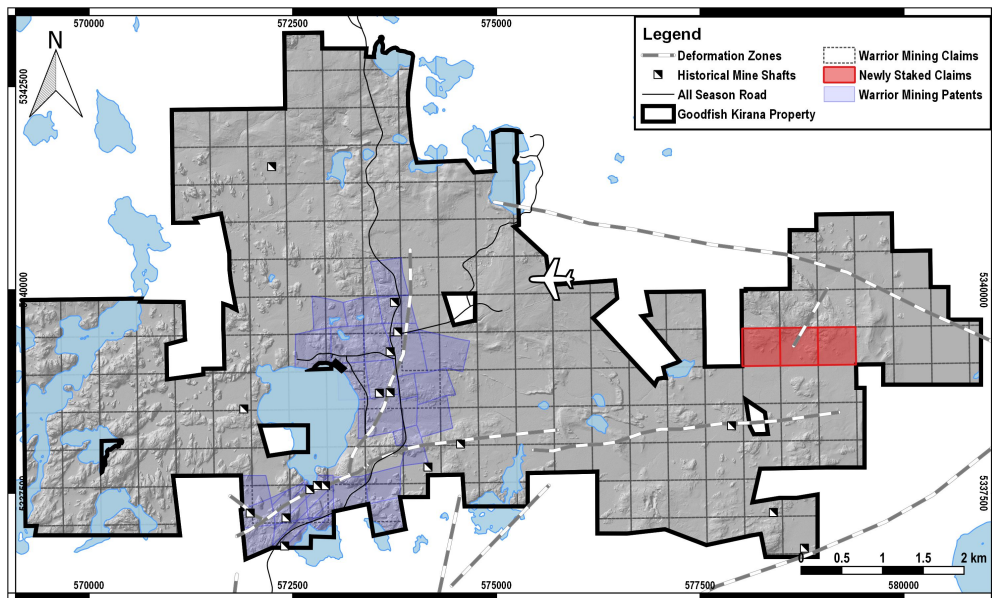 570000 572500 575000
Legend
Deformation Zones
Historical Mine Shafts
All Season Road
Goodfish Kirana Property
Warrior Mining Claims
Newly Staked Claims
Warrior Mining Patents
N
5342500
5340000
5340000
5337500
5337500
0 0.5 1 1.5 2 km
570000 572500 575000 577500 580000